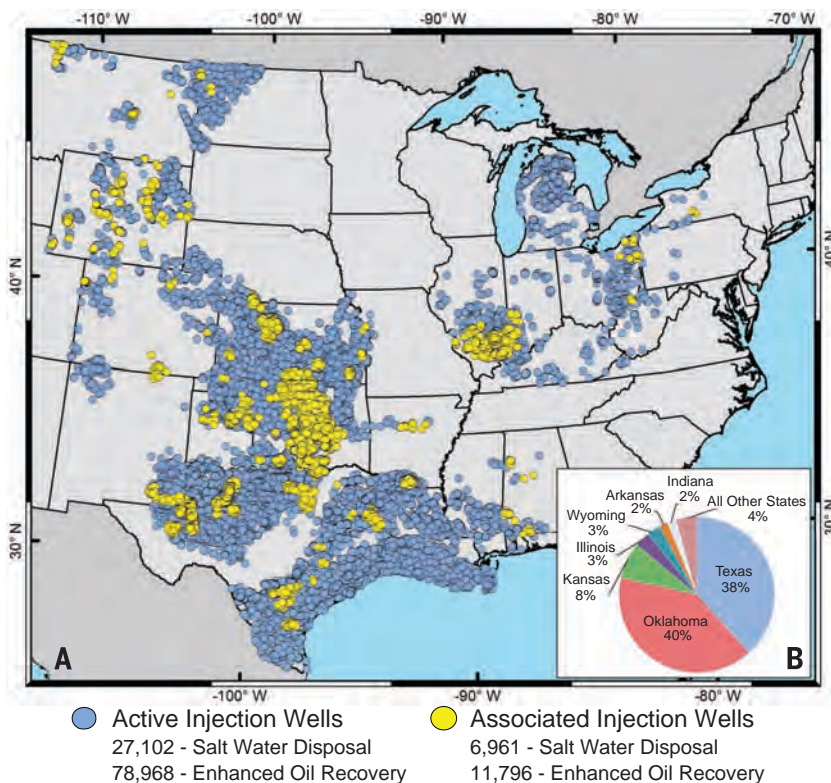 -110° W
-100° W
-90° W
-80° W
-70° W
40° N
40° N
30° N
30° N
Indiana
2%
Arkansas
2%
All Other States
4%
Wyoming
3%
Illinois
3%
Kansas
8%
Texas
38%
Oklahoma
40%
A
B
-100° W
-90° W
-80° W
Active Injection Wells
27,102 - Salt Water Disposal
78,968 - Enhanced Oil Recovery
Associated Injection Wells
6,961 - Salt Water Disposal
11,796 - Enhanced Oil Recovery